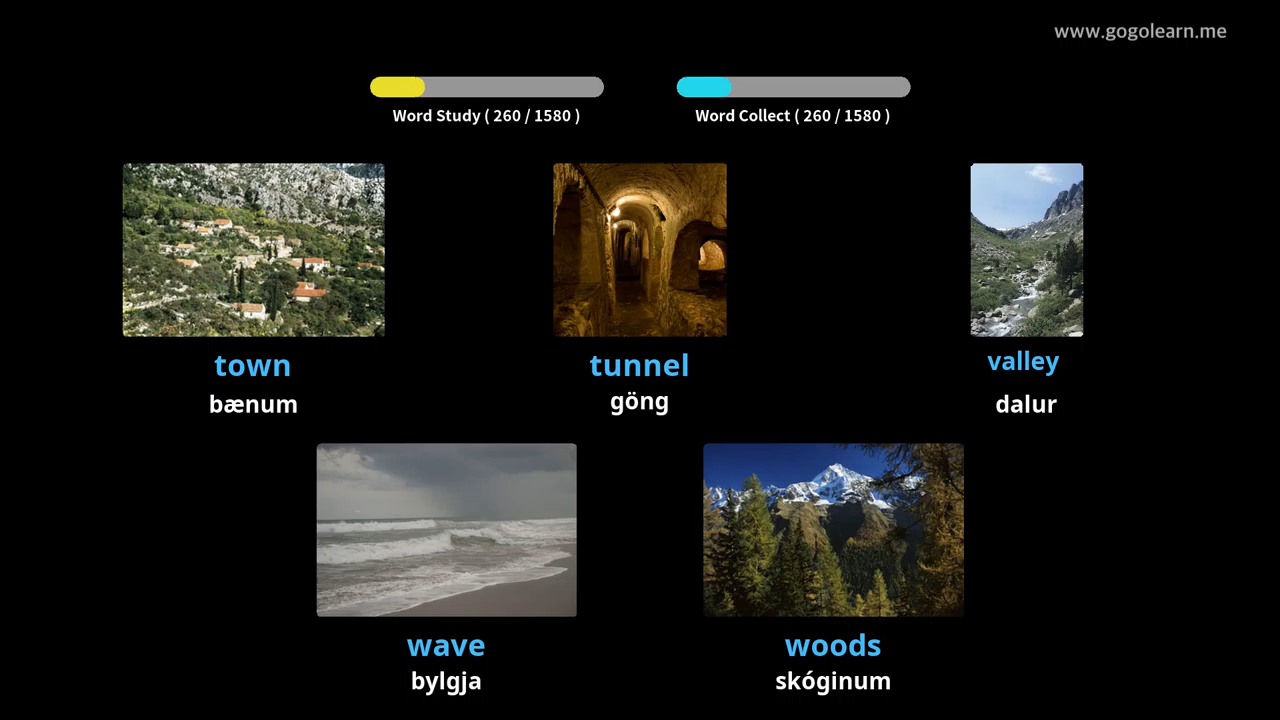 www.gogolearn.me
Word Study ( 260 / 1580 )
Word Collect ( 260 / 1580 )
town
bænum
tunnel
göng
valley
dalur
wave
bylgja
woods
skóginum